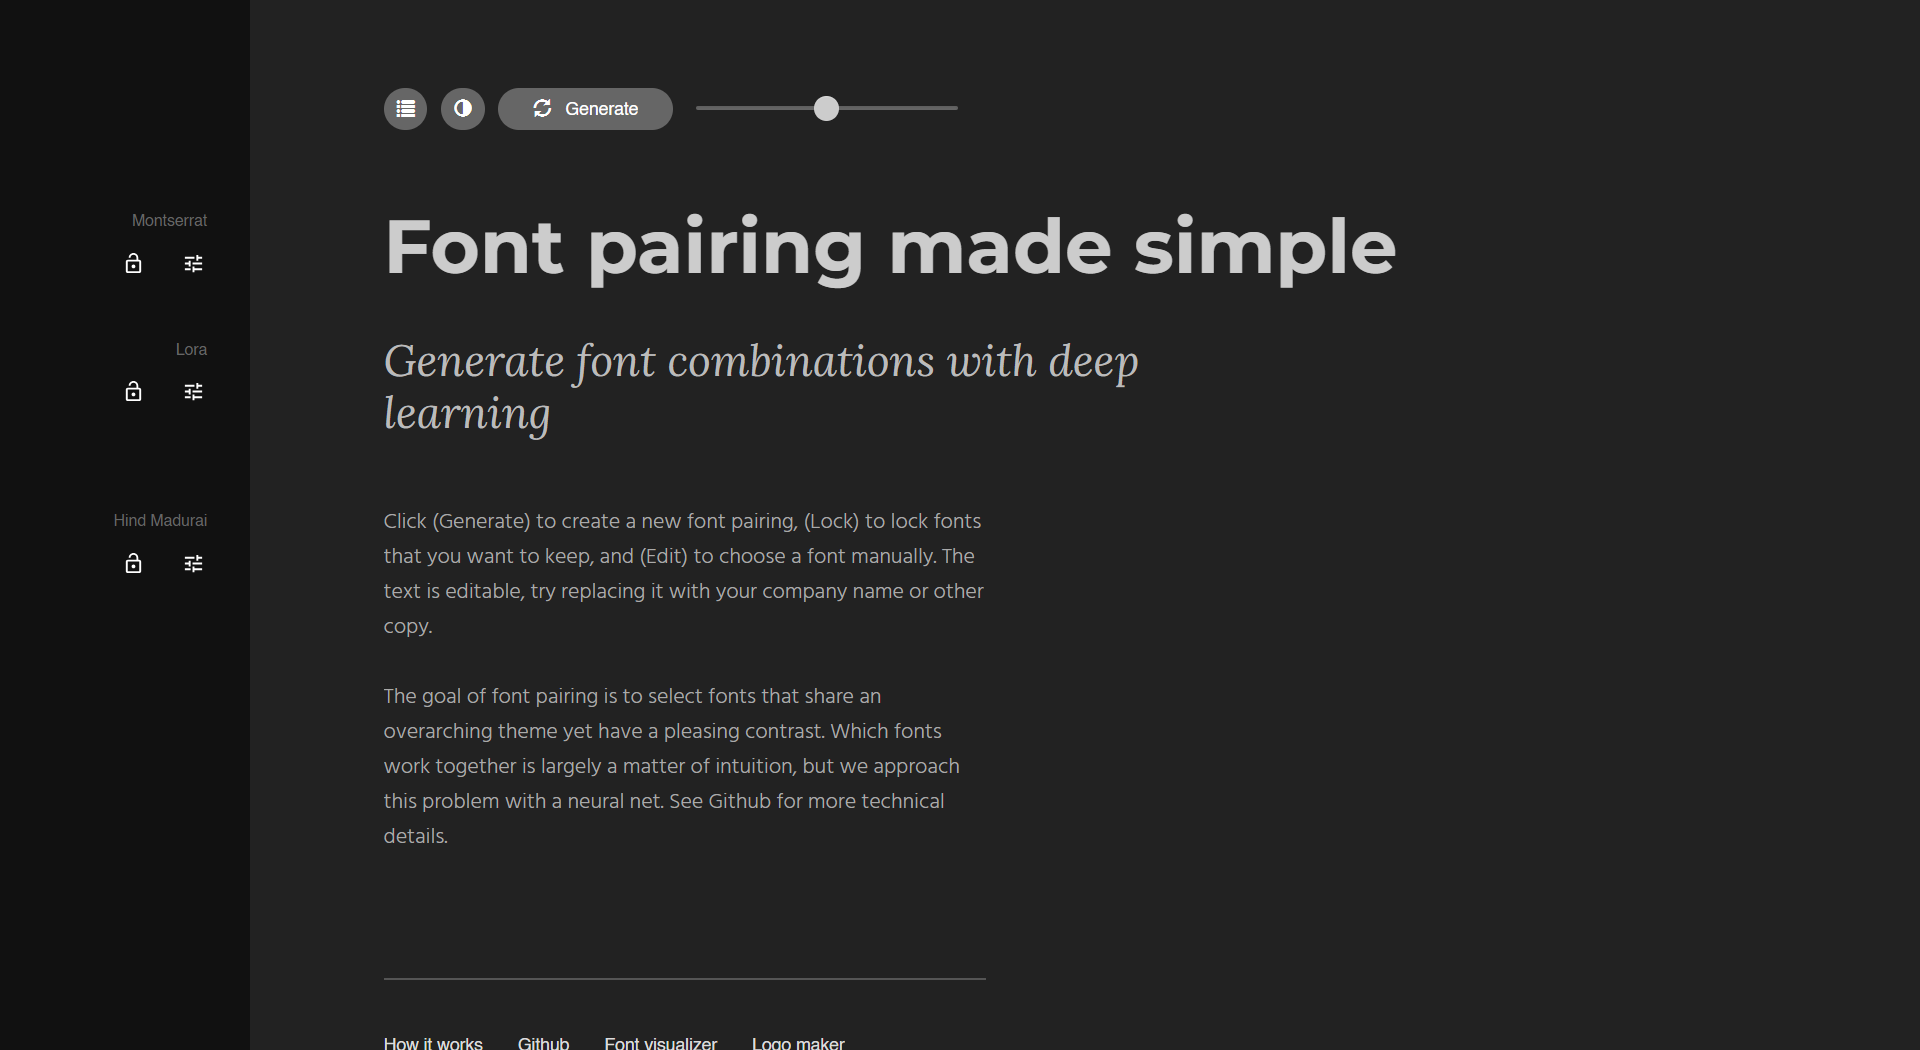 Generate
Montserrat
Font pairing made simple
Lora
Generate font combinations with deep
learning
Hind Madurai
Click (Generate) to create a new font pairing, (Lock) to lock fonts
that you want to keep, and (Edit) to choose a font manually. The
text is editable, try replacing it with your company name or other
copy.
The goal of font pairing is to select fonts that share an
overarching theme yet have a pleasing contrast. Which fonts
work together is largely a matter of intuition, but we approach
this problem with a neural net. See Github for more technical
details.
How it works Github Font visualizer Logo maker